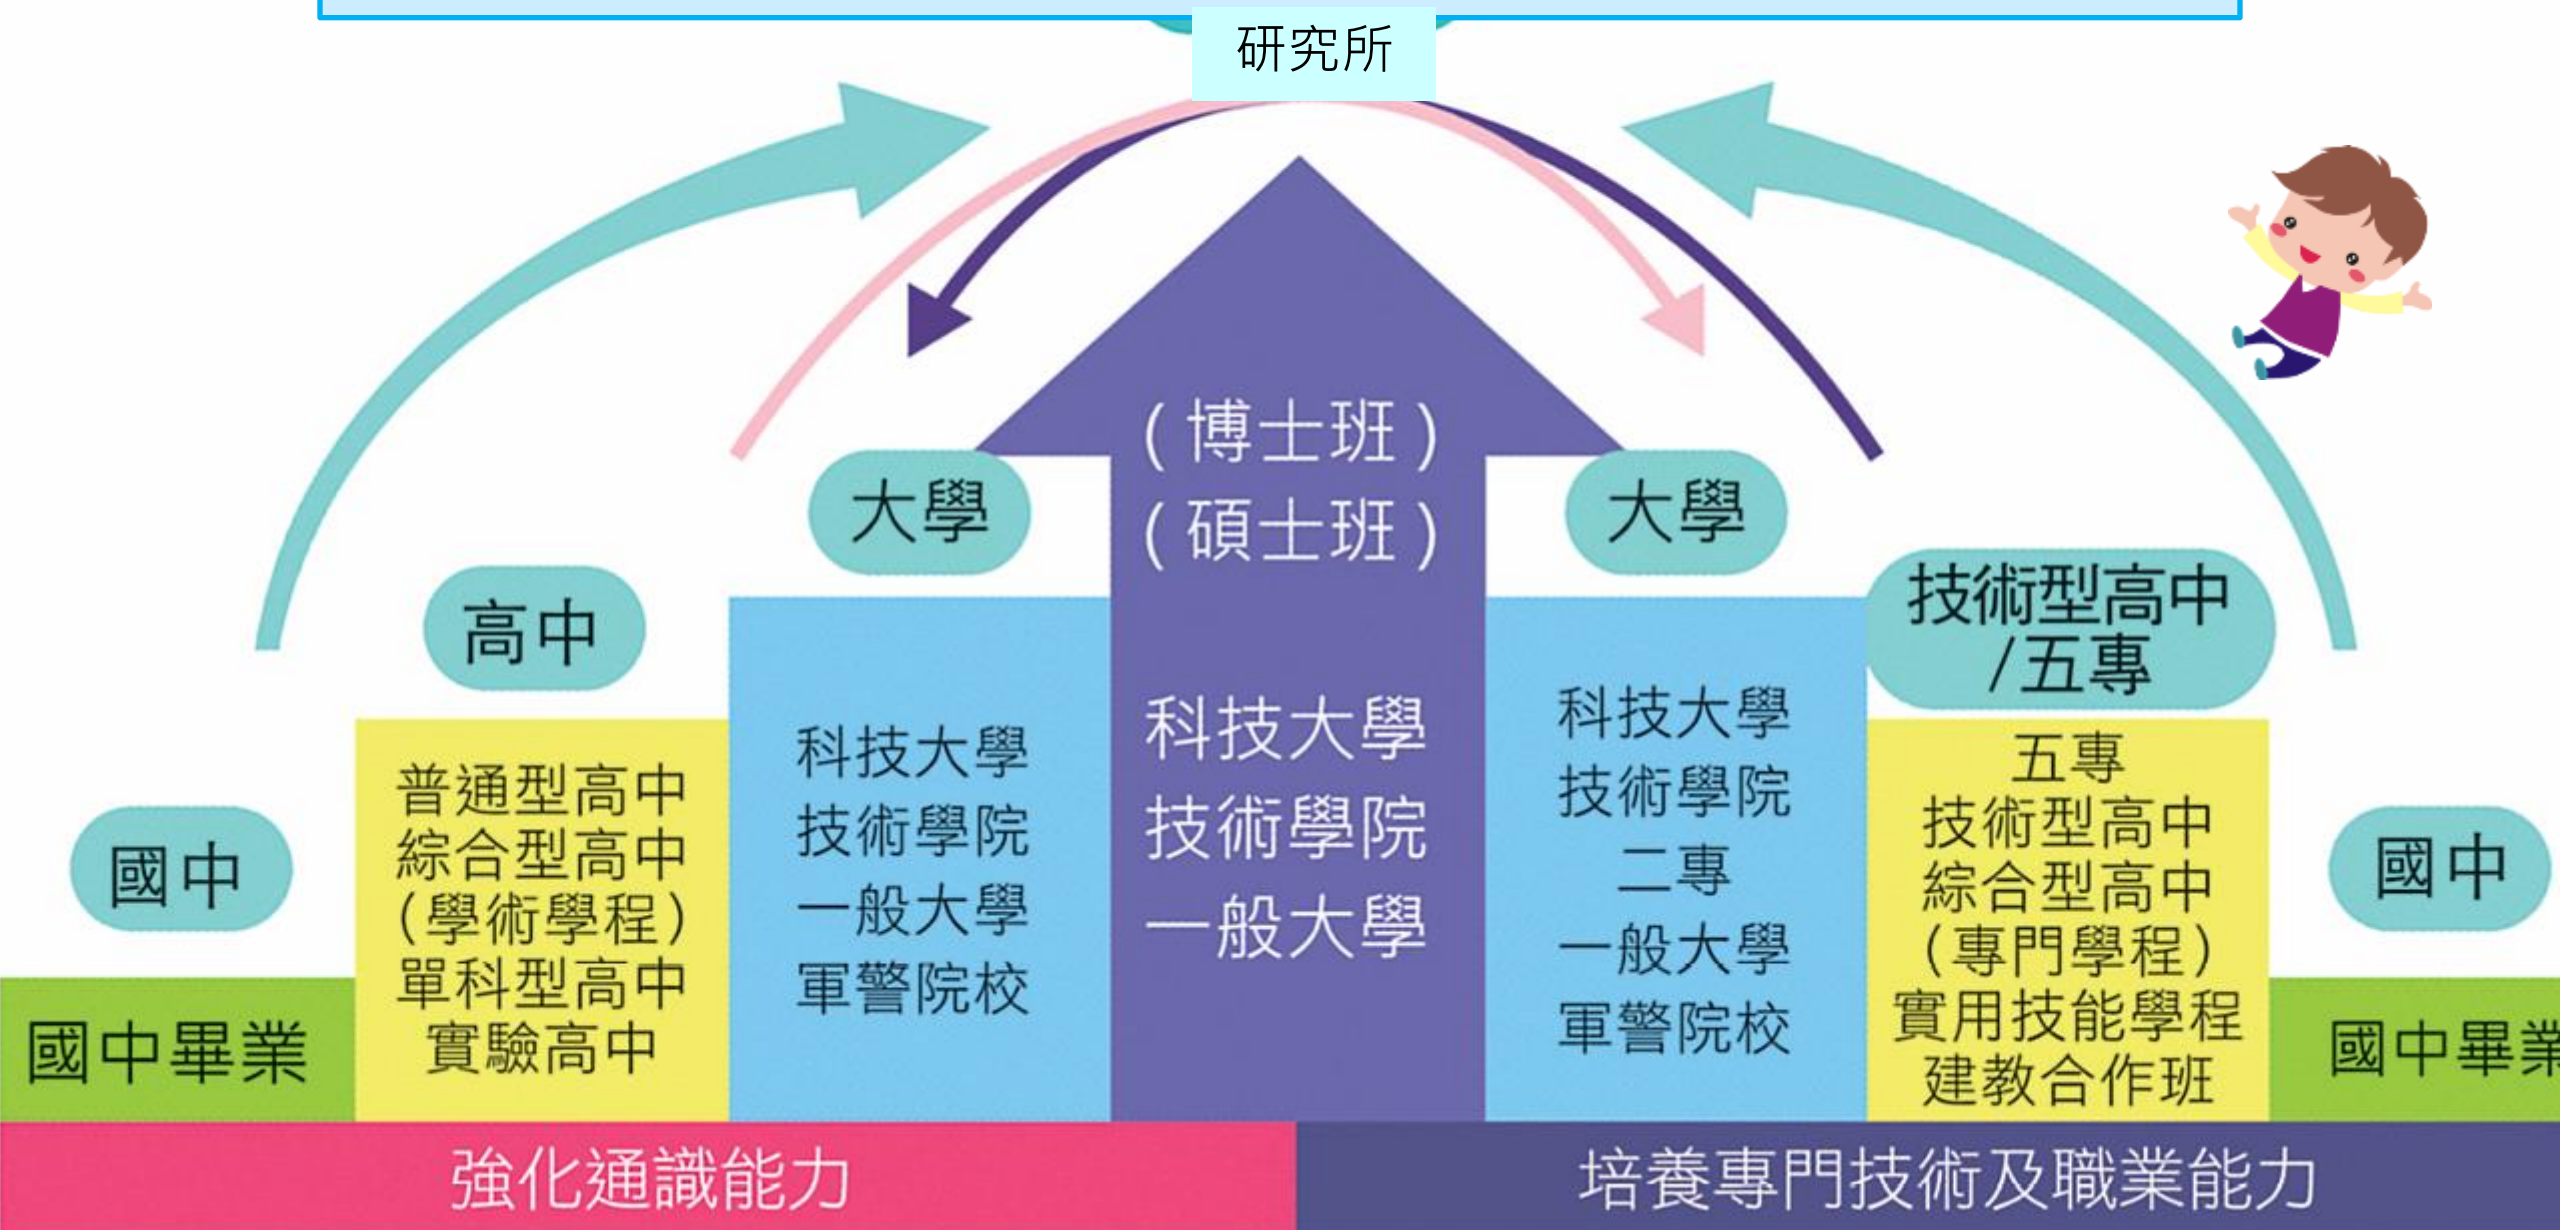 研究所
(博士班)
(碩士班)
科技大學
技術學院
一般大學
國中
國中畢業
高中
普通型高中
綜合型高中
(學術學程)
單科型高中
實驗高中
大學
科技大學
技術學院
一般大學
軍警院校
大學
科技大學
技術學院
二專
一般大學
軍警院校
技術型高中
/五專
五專
技術型高中
綜合型高中
(專門學程)
實用技能學程
建教合作班
國中
國中畢業
強化通識能力
培養專門技術及職業能力